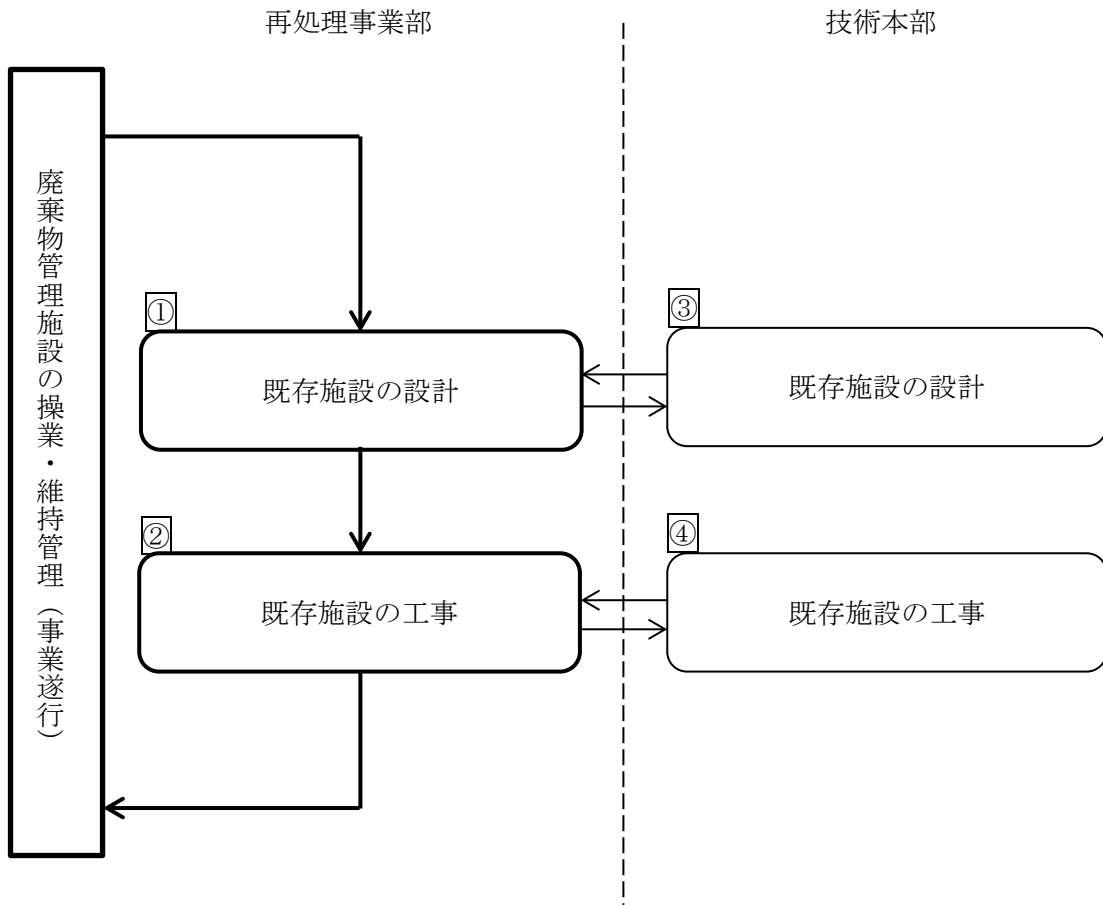 再処理事業部
技術本部
廃棄物管理施設の操業・維持管理（事業遂行）
①
既存施設の設計
③
既存施設の設計
②
既存施設の工事
④
既存施設の工事